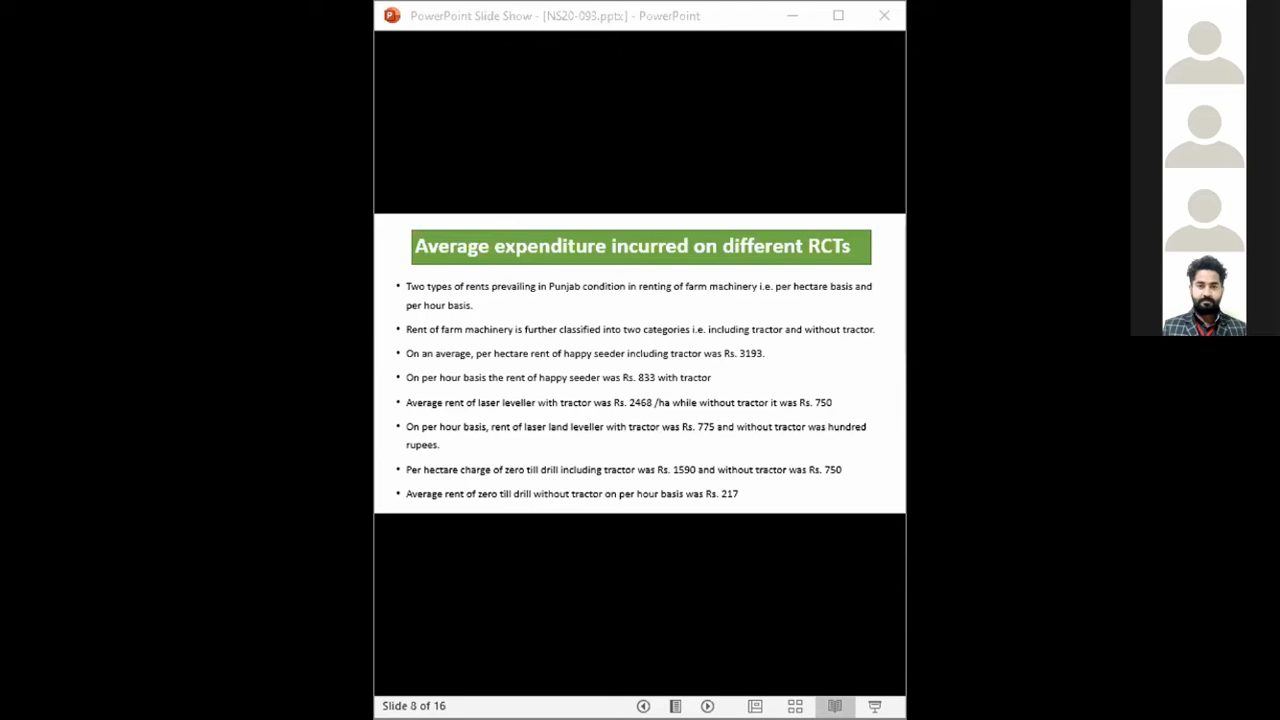 PowerPoint Slide Show - [NS20-093.pptx] - PowerPoint
Average expenditure incurred on different RCTs
• Two types of rents prevailing in Punjab condition in renting of farm machinery i.e. per hectare basis and
per hour basis.
• Rent of farm machinery is further classified into two categories i.e. including tractor and without tractor.
• On an average, per hectare rent of happy seeder including tractor was Rs. 3193.
• On per hour basis the rent of happy seeder was Rs. 833 with tractor
• Average rent of laser leveller with tractor was Rs. 2468 /ha while without tractor it was Rs. 750
• On per hour basis, rent of laser land leveller with tractor was Rs. 775 and without tractor was hundred
rupees.
• Per hectare charge of zero till drill including tractor was Rs. 1590 and without tractor was Rs. 750
• Average rent of zero till drill without tractor on per hour basis was Rs. 217
Slide 8 of 16